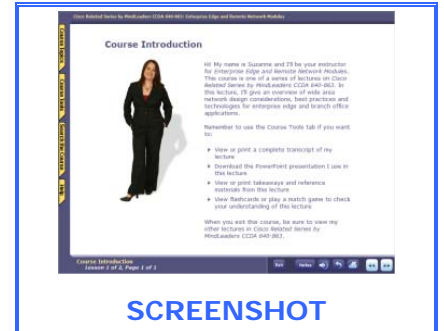 Cisco Related Series by MindLeaders CCDA 640-863: Enterprise Edge and Remote Network Modules
Course Introduction
Course Topics
Course Tools
Search the Course
Help
Hi! My name is Suzanne and I'll be your instructor
for Enterprise Edge and Remote Network Modules.
This course is one of a series of lectures on Cisco
Related Series by MindLeaders CCDA 640-863. In
this lecture, I'll give an overview of wide area
network design considerations, best practices and
technologies for enterprise edge and branch office
applications.
Remember to use the Course Tools tab if you want
to:
View or print a complete transcript of my
lecture
Download the PowerPoint presentation I use in
this lecture
View or print takeaways and reference
materials from this lecture
View flashcards or play a match game to check
your understanding of this lecture
When you exit this course, be sure to view my
other lectures in Cisco Related Series by
MindLeaders CCDA 640-863.
Course Introduction
Lesson 1 of 2, Page 1 of 1
Exit
Notes
SCREENSHOT